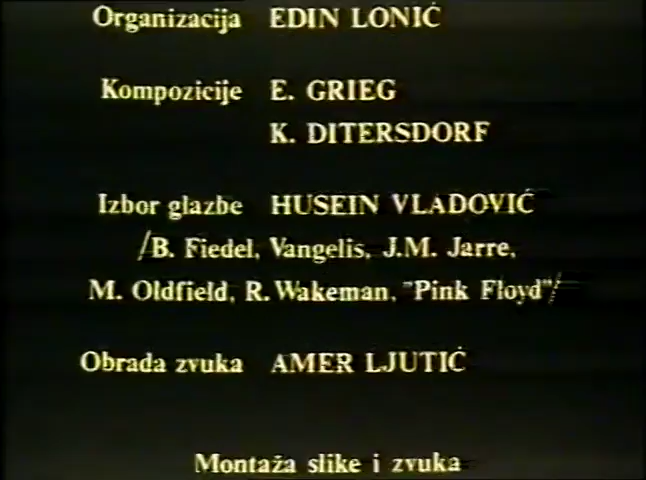 Organizacija EDIN LONIĆ
Kompozicije E. GRIEG
K. DITERSDORF
Izbor glazbe HUSEIN VLADOVIĆ
/B. Fiedel, Vangelis, J.M. Jarre,
M. Oldfield, R. Wakeman, "Pink Floyd"/
Obrada zvuka AMER LJUTIĆ
Montaža slike i zvuka